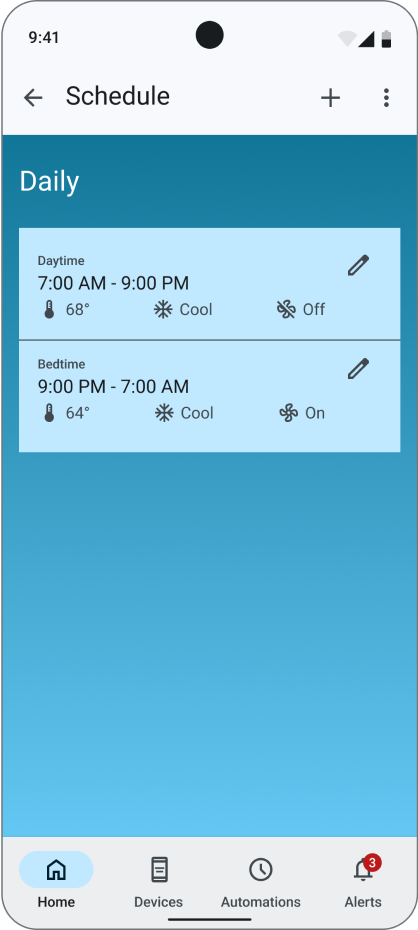 9:41
Schedule
Daily
Daytime
7:00 AM - 9:00 PM
68° Cool Off
Bedtime
9:00 PM - 7:00 AM
64° Cool On
3
Home Devices Automations Alerts